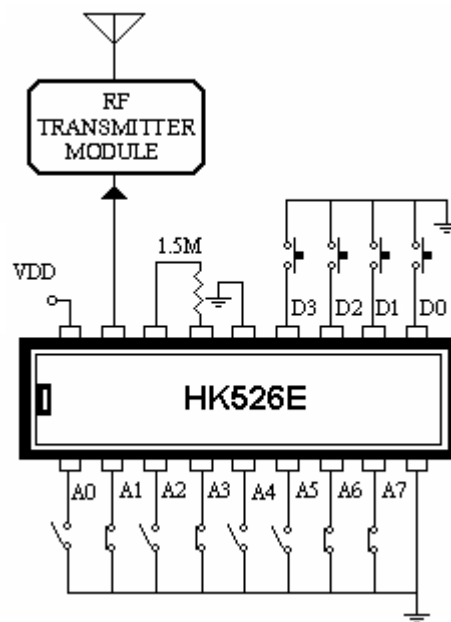 RF
TRANSMITTER
MODULE
1.5M
VDD
D3 D2 D1 D0
HK526E
A0 A1 A2 A3 A4 A5 A6 A7